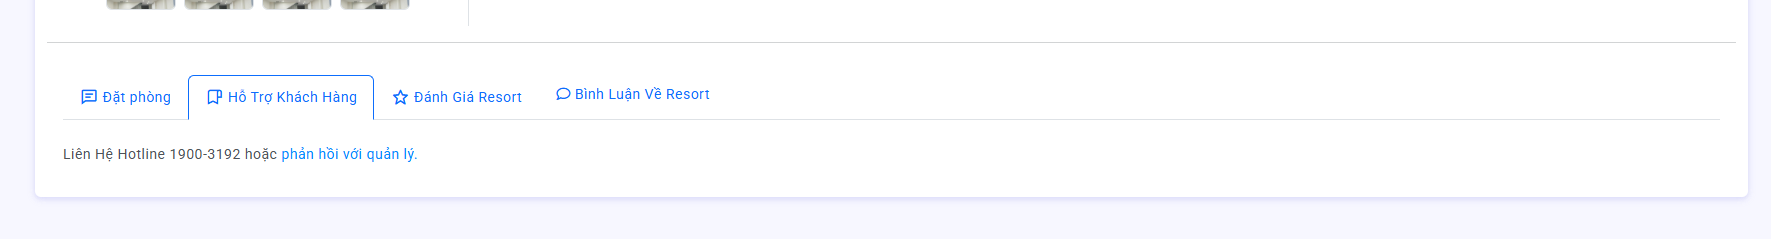 Đặt phòng Hỗ Trợ Khách Hàng Đánh Giá Resort Bình Luận Về Resort
Liên Hệ Hotline 1900-3192 hoặc phản hồi với quản lý.